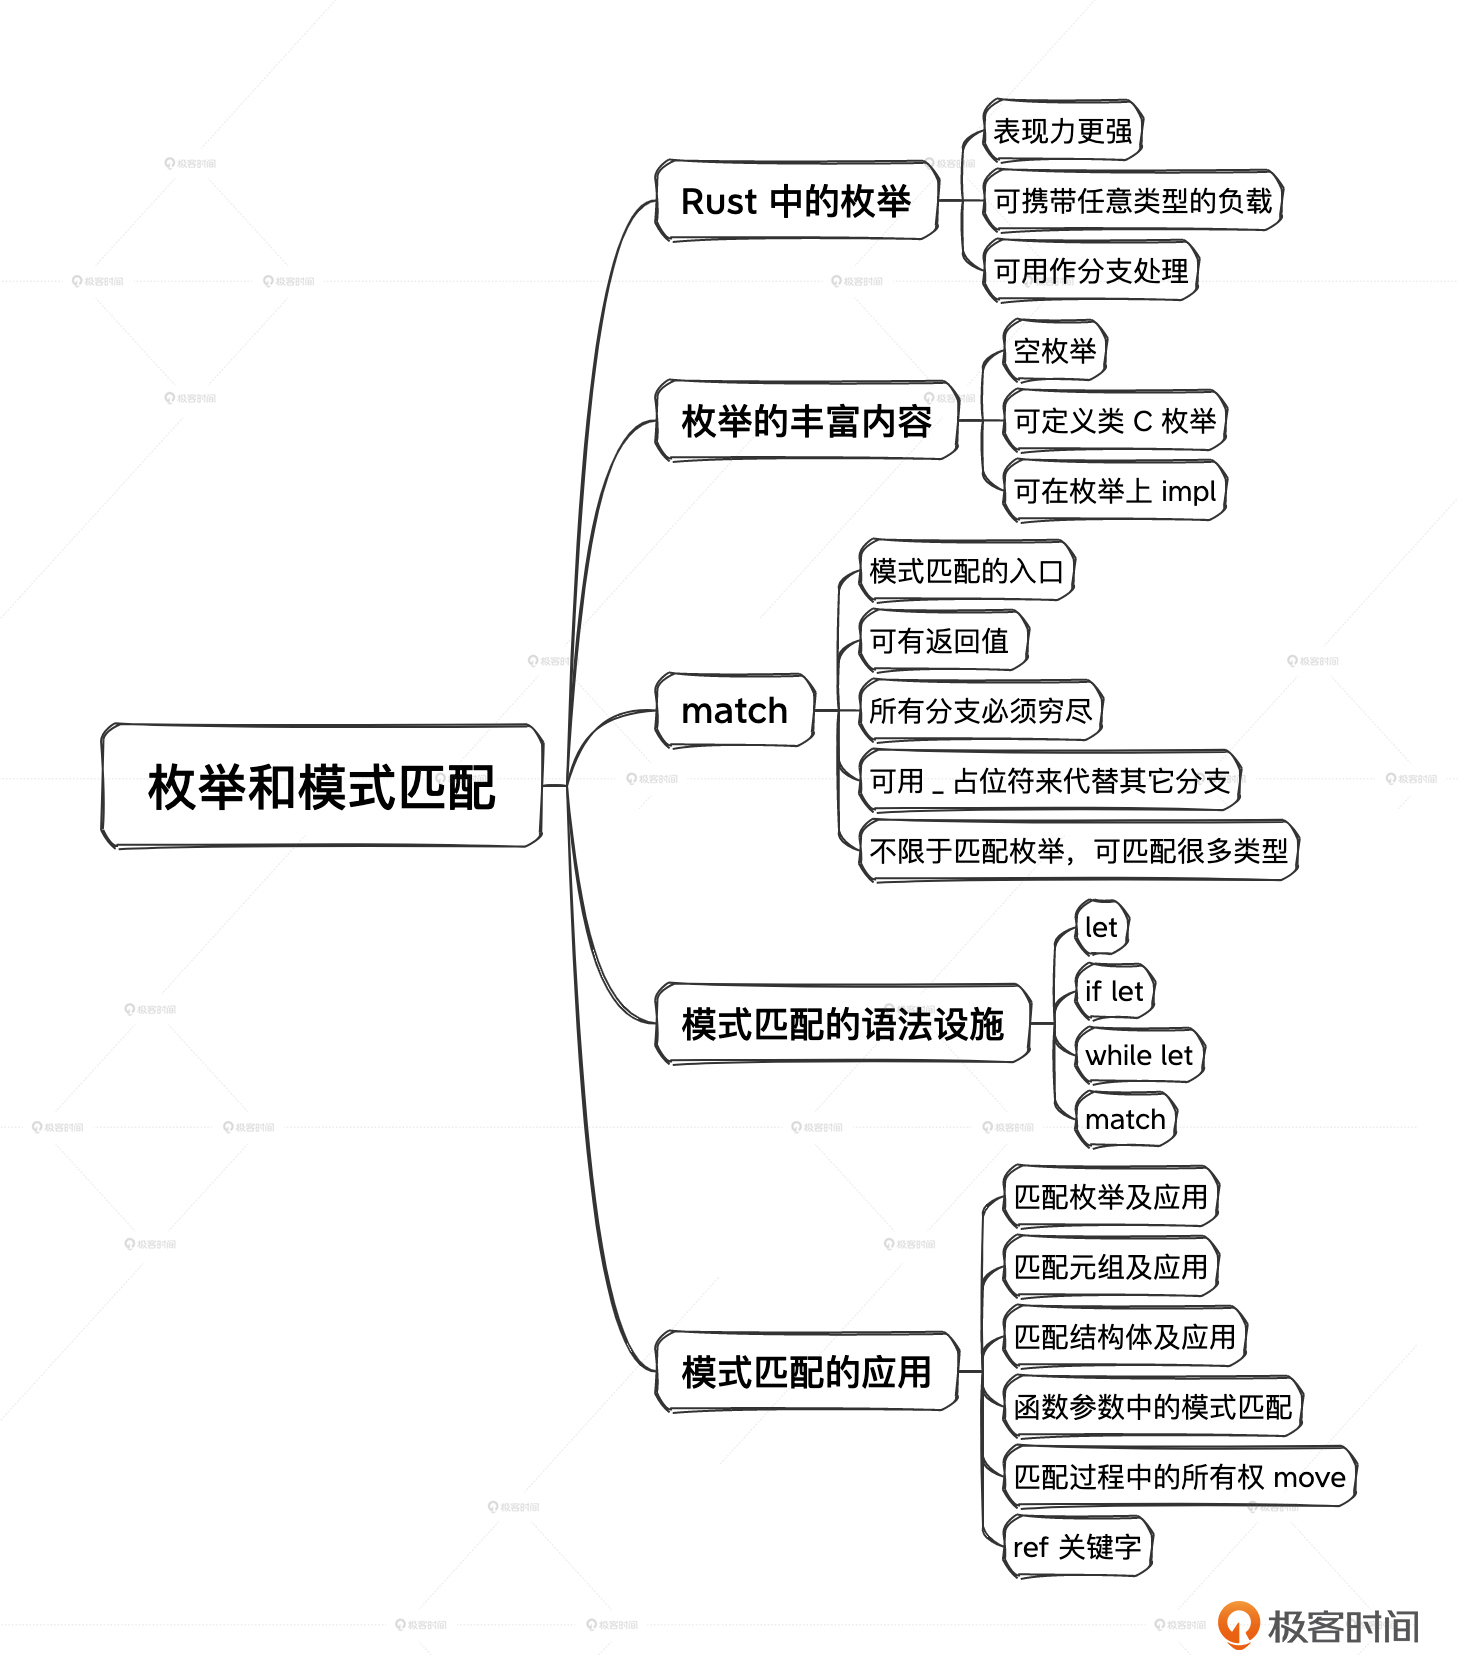 枚举和模式匹配
Rust 中的枚举
表现力更强
可携带任意类型的负载
可用作分支处理
枚举的丰富内容
空枚举
可定义类 C 枚举
可在枚举上 impl
match
模式匹配的入口
可有返回值
所有分支必须穷尽
可用 _ 占位符来代替其它分支
不限于匹配枚举，可匹配很多类型
模式匹配的语法设施
let
if let
while let
match
模式匹配的应用
匹配枚举及应用
匹配元组及应用
匹配结构体及应用
函数参数中的模式匹配
匹配过程中的所有权 move
ref 关键字
极客时间